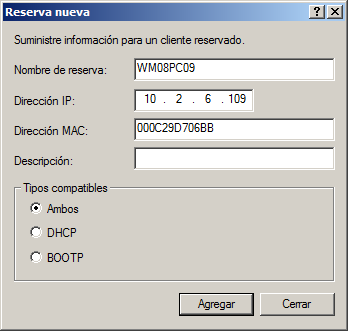 Reserva nueva
Suministre información para un cliente reservado.
Nombre de reserva: WM08PC09
Dirección IP: 10 . 2 . 6 . 109
Dirección MAC: 000C29D706BB
Descripción:
Tipos compatibles
Ambos
DHCP
BOOTP
Agregar Cerrar